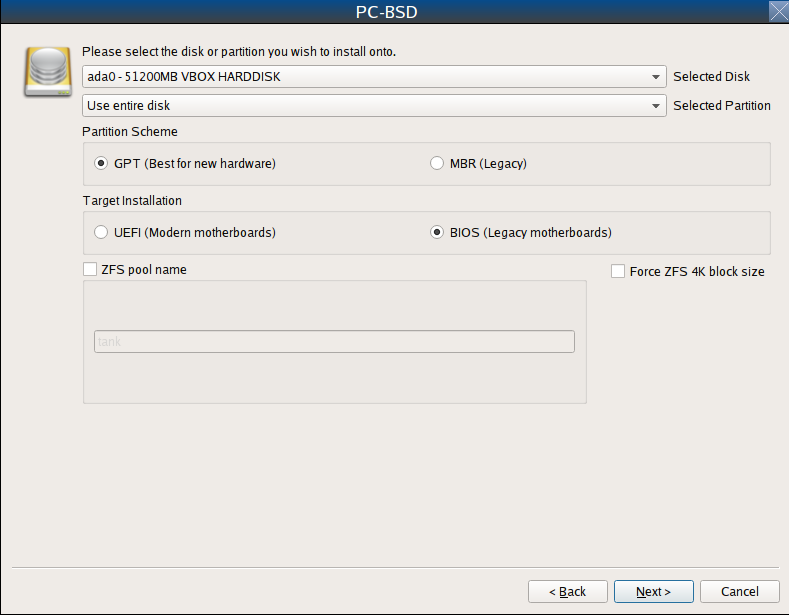 PC-BSD
Please select the disk or partition you wish to install onto.
ada0 - 51200MB VBOX HARDDISK Selected Disk
Use entire disk Selected Partition
Partition Scheme
GPT (Best for new hardware) MBR (Legacy)
Target Installation
UEFI (Modern motherboards) BIOS (Legacy motherboards)
ZFS pool name Force ZFS 4K block size
tank
< Back Next > Cancel